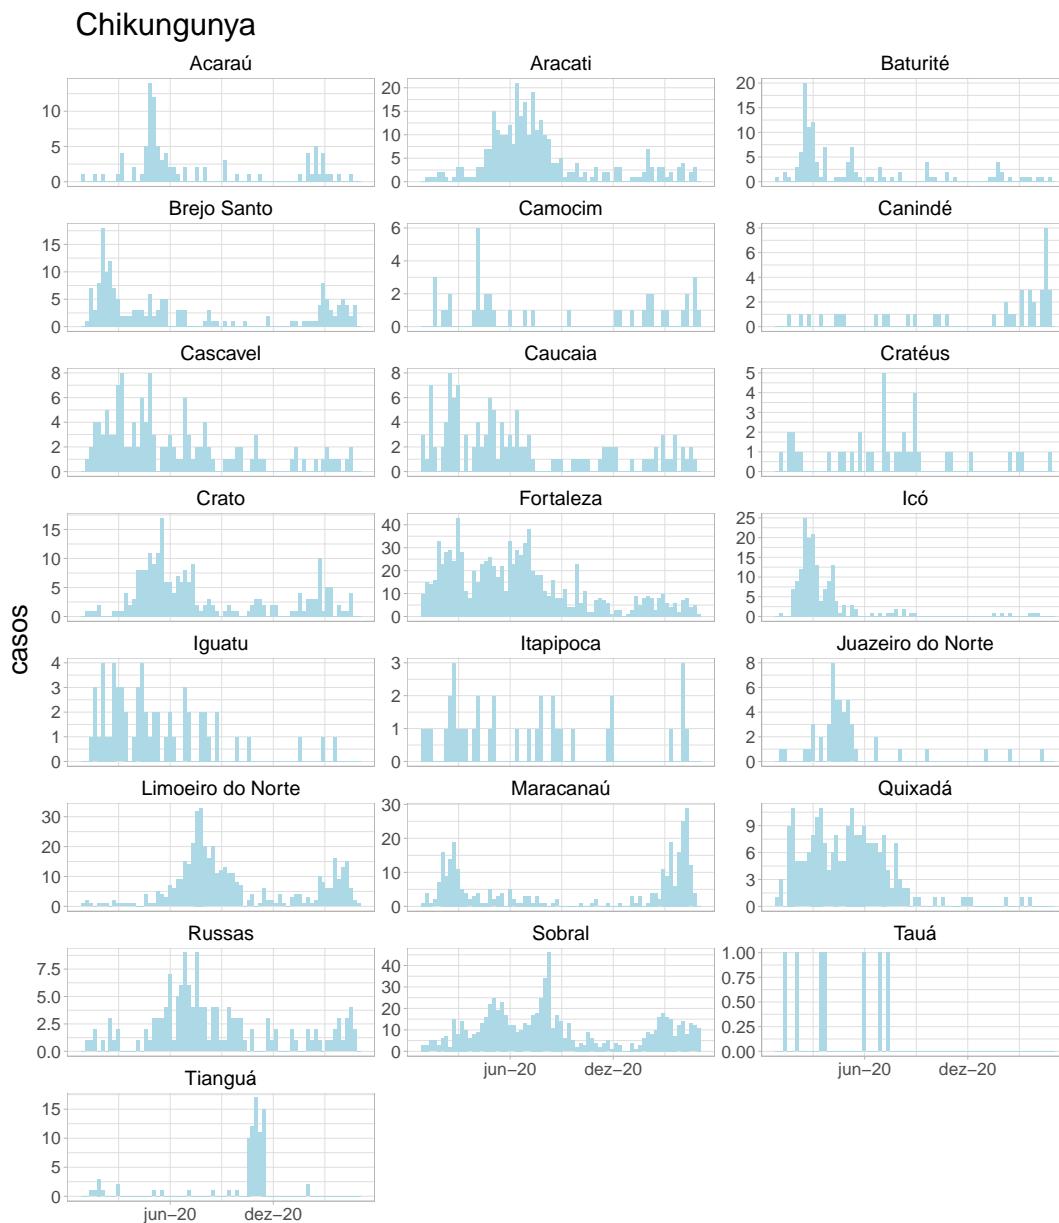 Chikungunya
Acaraú Aracati Baturité
0 5 10
0 5 10 15 20
0 5 10 15 20
Brejo Santo Camocim Canindé
0 5 10 15
0 2 4 6
0 2 4 6 8
Cascavel Caucaia Cratéus
0 2 4 6 8
0 2 4 6 8
0 1 2 3 4 5
Crato Fortaleza Icó
0 5 10 15
0 10 20 30 40
0 5 10 15 20 25
casos
Iguatu Itapipoca Juazeiro do Norte
0 1 2 3 4
0 1 2 3
0 2 4 6 8
Limoeiro do Norte Maracanaú Quixadá
0 10 20 30
0 10 20 30
0 3 6 9
Russas Sobral Tauá
0.0 2.5 5.0 7.5
0 10 20 30 40
0.00 0.25 0.50 0.75 1.00
jun−20 dez−20 jun−20 dez−20
Tianguá
0 5 10 15
jun−20 dez−20